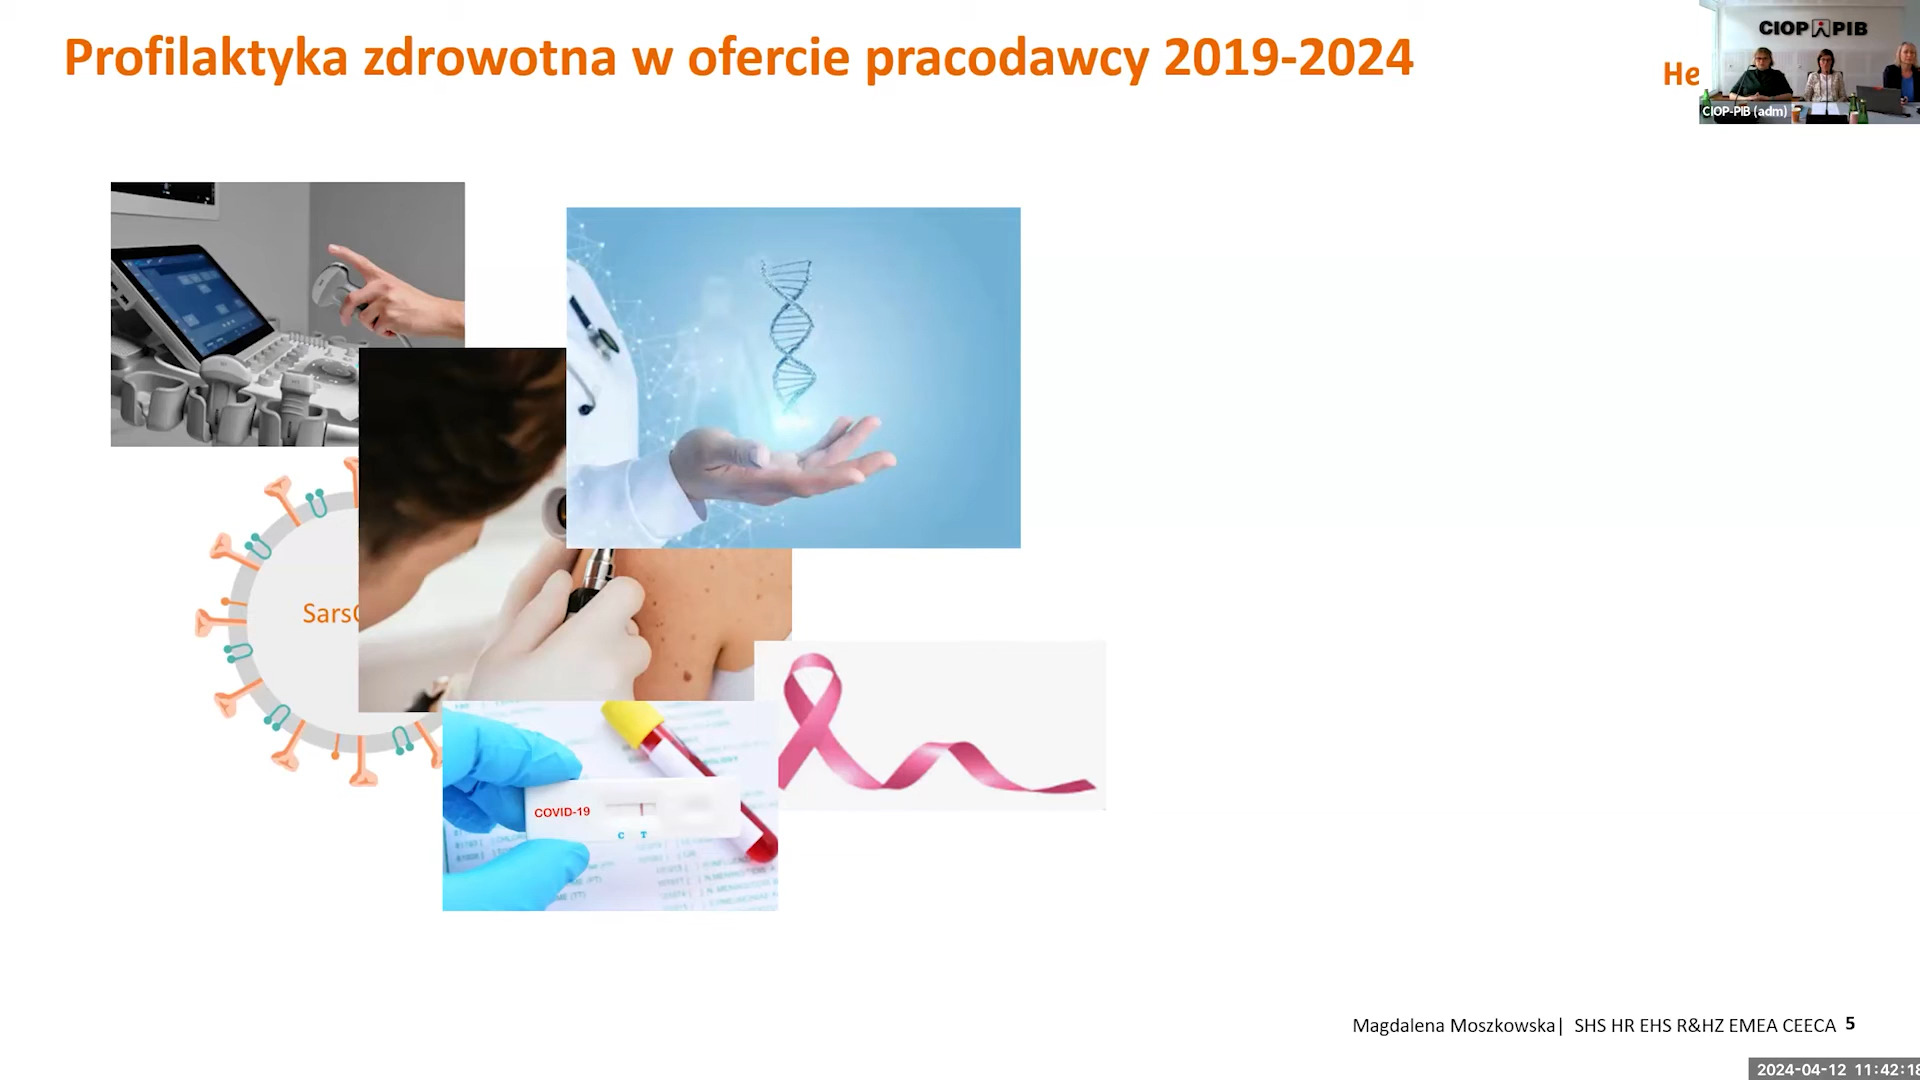 Profilaktyka zdrowotna w ofercie pracodawcy 2019-2024
He
CIOP PIB
CIOP-PIB (adm)
Sars
COVID-19
C T
Magdalena Moszkowska| SHS HR EHS R&HZ EMEA CEECA 5
2024-04-12 11:42:18